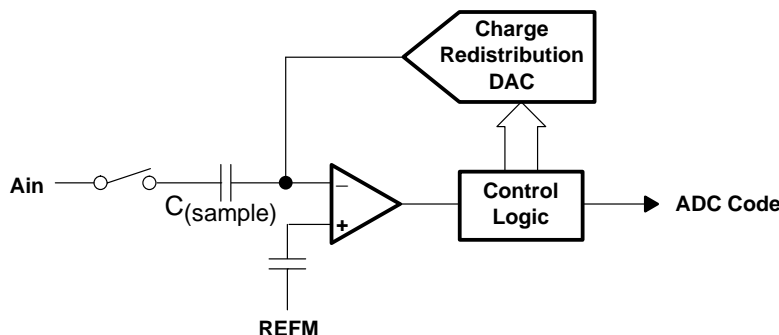 Charge
Redistribution
DAC
Ain
C(sample)
–
+
Control
Logic
ADC Code
REFM